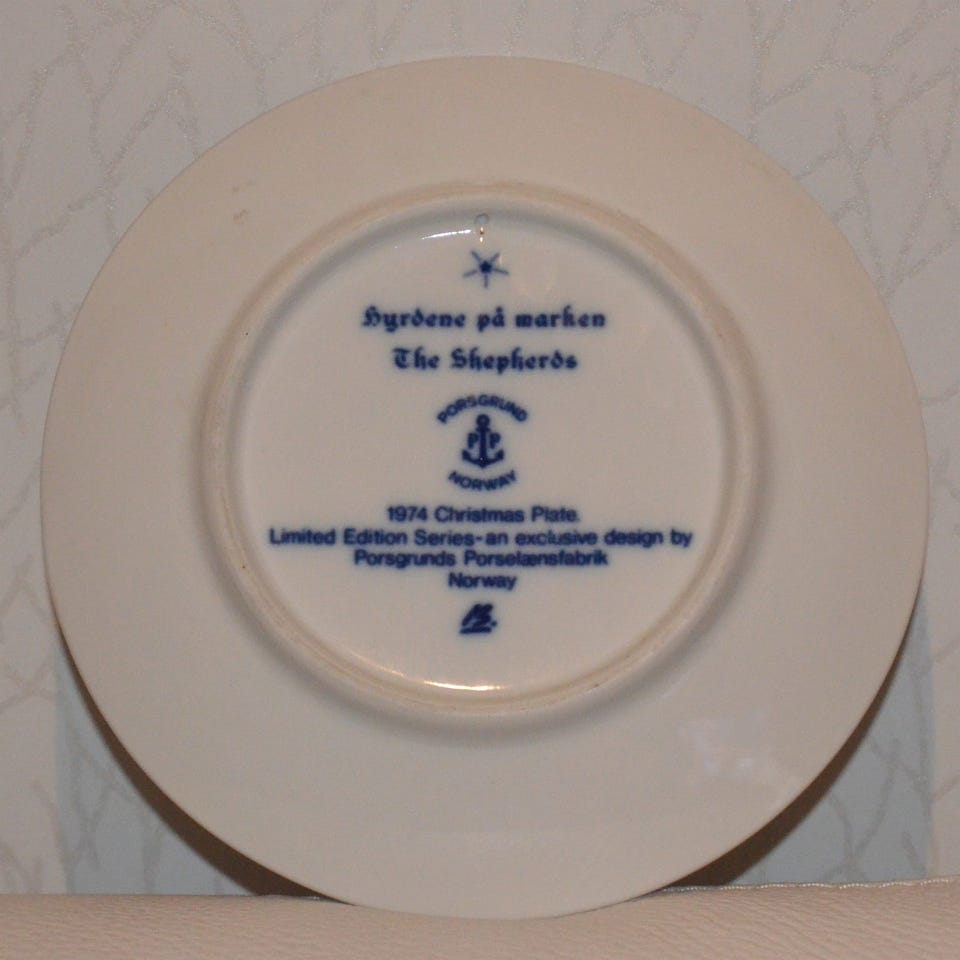 Hyrdene på marken
The Shepherds
PORSGRUND
PP
NORWAY
1974 Christmas Plate.
Limited Edition Series-an exclusive design by
Porsgrunds Porselænsfabrik
Norway